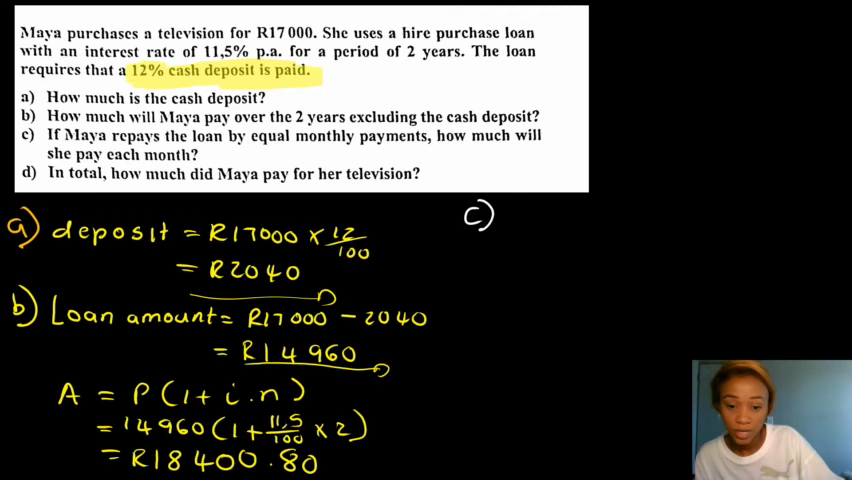 Maya purchases a television for R17 000. She uses a hire purchase loan
with an interest rate of 11,5% p.a. for a period of 2 years. The loan
requires that a 12% cash deposit is paid.
a) How much is the cash deposit?
b) How much will Maya pay over the 2 years excluding the cash deposit?
c) If Maya repays the loan by equal monthly payments, how much will
she pay each month?
d) In total, how much did Maya pay for her television?
a) deposit = R17000 × 12/100
= R2040
b) Loan amount = R17000 - 2040
= R14 960
A = P(1 + i.n)
= 14960(1 + 11,5/100 × 2)
= R18 400.80
c)